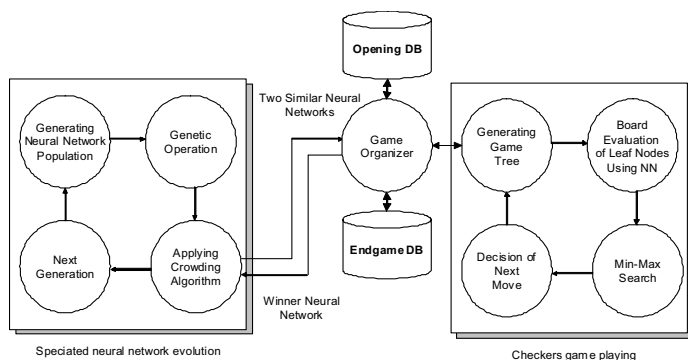 Opening DB
Two Similar Neural
Networks
Generating
Neural Network
Population
Genetic
Operation
Game
Organizer
Generating
Game
Tree
Board
Evaluation
of Leaf Nodes
Using NN
Next
Generation
Applying
Crowding
Algorithm
Endgame DB
Decision of
Next
Move
Min-Max
Search
Winner Neural
Network
Speciated neural network evolution
Checkers game playing